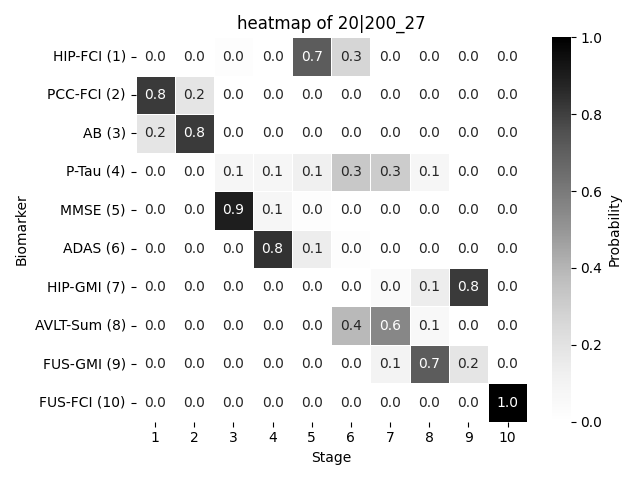 heatmap of 20|200_27
HIP-FCI (1) 0.0 0.0 0.0 0.0 0.7 0.3 0.0 0.0 0.0 0.0
PCC-FCI (2) 0.8 0.2 0.0 0.0 0.0 0.0 0.0 0.0 0.0 0.0
AB (3) 0.2 0.8 0.0 0.0 0.0 0.0 0.0 0.0 0.0 0.0
P-Tau (4) 0.0 0.0 0.1 0.1 0.1 0.3 0.3 0.1 0.0 0.0
MMSE (5) 0.0 0.0 0.9 0.1 0.0 0.0 0.0 0.0 0.0 0.0
ADAS (6) 0.0 0.0 0.0 0.8 0.1 0.0 0.0 0.0 0.0 0.0
HIP-GMI (7) 0.0 0.0 0.0 0.0 0.0 0.0 0.0 0.1 0.8 0.0
AVLT-Sum (8) 0.0 0.0 0.0 0.0 0.0 0.4 0.6 0.1 0.0 0.0
FUS-GMI (9) 0.0 0.0 0.0 0.0 0.0 0.0 0.1 0.7 0.2 0.0
FUS-FCI (10) 0.0 0.0 0.0 0.0 0.0 0.0 0.0 0.0 0.0 1.0
1 2 3 4 5 6 7 8 9 10
Stage
Biomarker
1.0
0.8
0.6
0.4
0.2
0.0
Probability